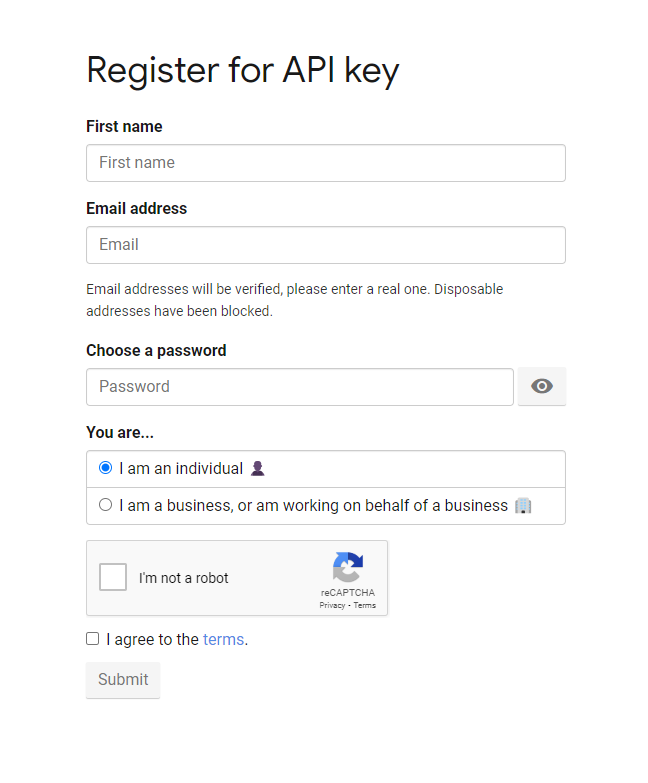 Register for API key
First name
First name
Email address
Email
Email addresses will be verified, please enter a real one. Disposable
addresses have been blocked.
Choose a password
Password
You are...
I am an individual
I am a business, or am working on behalf of a business
I'm not a robot
reCAPTCHA
Privacy - Terms
I agree to the terms.
Submit